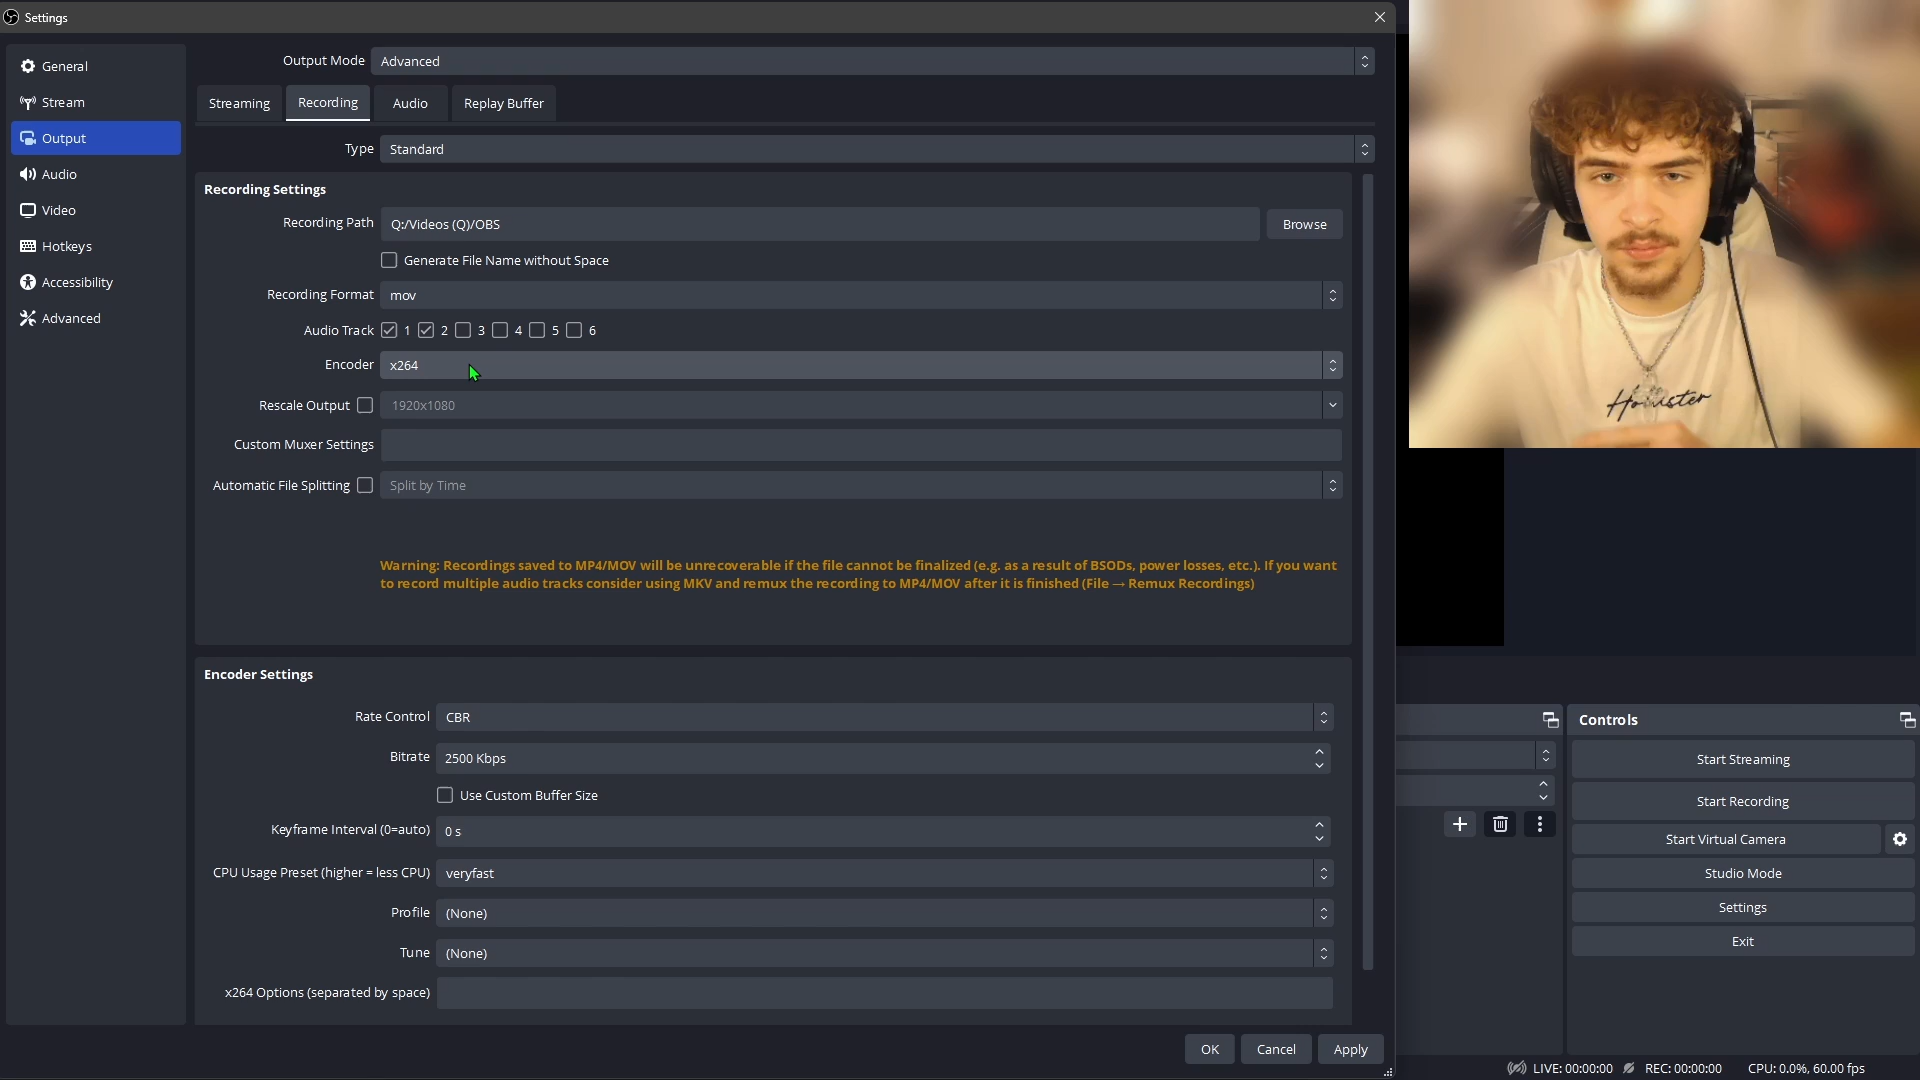 Settings
General
Stream
Output
Audio
Video
Hotkeys
Accessibility
Advanced
Output Mode Advanced
Streaming Recording Audio Replay Buffer
Type Standard
Recording Settings
Recording Path Q:/Videos (Q)/OBS Browse
Generate File Name without Space
Recording Format mov
Audio Track 1 2 3 4 5 6
Encoder x264
Rescale Output 1920x1080
Custom Muxer Settings
Automatic File Splitting Split by Time
Warning: Recordings saved to MP4/MOV will be unrecoverable if the file cannot be finalized (e.g. as a result of BSODs, power losses, etc.). If you want
to record multiple audio tracks consider using MKV and remux the recording to MP4/MOV after it is finished (File → Remux Recordings)
Encoder Settings
Rate Control CBR
Bitrate 2500 Kbps
Use Custom Buffer Size
Keyframe Interval (0=auto) 0 s
CPU Usage Preset (higher = less CPU) veryfast
Profile (None)
Tune (None)
x264 Options (separated by space)
OK Cancel Apply
Hollister
Controls
Start Streaming
Start Recording
Start Virtual Camera
Studio Mode
Settings
Exit
LIVE: 00:00:00 REC: 00:00:00 CPU: 0.0%, 60.00 fps